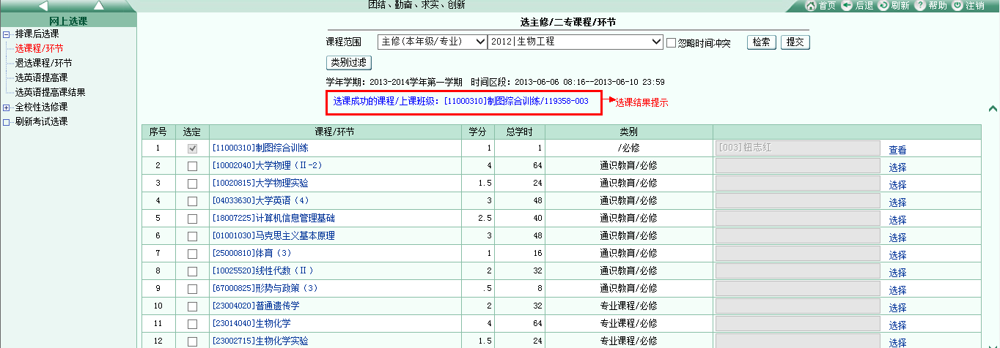 团结、勤奋、求实、创新
首页 后退 刷新 帮助 注销
网上选课
排课后选课
选课程/环节
退选课程/环节
选英语提高课
选英语提高课结果
全校性选修课
刷新考试选课
选主修/二专课程/环节
课程范围 主修(本年级/专业) 2012|生物工程 忽略时间冲突 检索 提交
类别过滤
学年学期：2013-2014学年第一学期 时间区段：2013-06-06 08:16--2013-06-10 23:59
选课成功的课程/上课班级：[11000310]制图综合训练/119358-003 选课结果提示
序号 选定 课程/环节 学分 总学时 类别
1 [11000310]制图综合训练 1 1 /必修 [003]钮志红 查看
2 [10002040]大学物理（Ⅱ-2） 4 64 通识教育/必修 选择
3 [10020815]大学物理实验 1.5 24 通识教育/必修 选择
4 [04033630]大学英语（4） 3 48 通识教育/必修 选择
5 [18007225]计算机信息管理基础 2.5 40 通识教育/必修 选择
6 [01001030]马克思主义基本原理 3 48 通识教育/必修 选择
7 [25000810]体育（3） 1 16 通识教育/必修 选择
8 [10025520]线性代数（Ⅱ） 2 32 通识教育/必修 选择
9 [67000825]形势与政策（3） .5 8 通识教育/必修 选择
10 [23004020]普通遗传学 2 32 专业课程/必修 选择
11 [23014040]生物化学 4 64 专业课程/必修 选择
12 [23002715]生物化学实验 1.5 24 专业课程/必修 选择